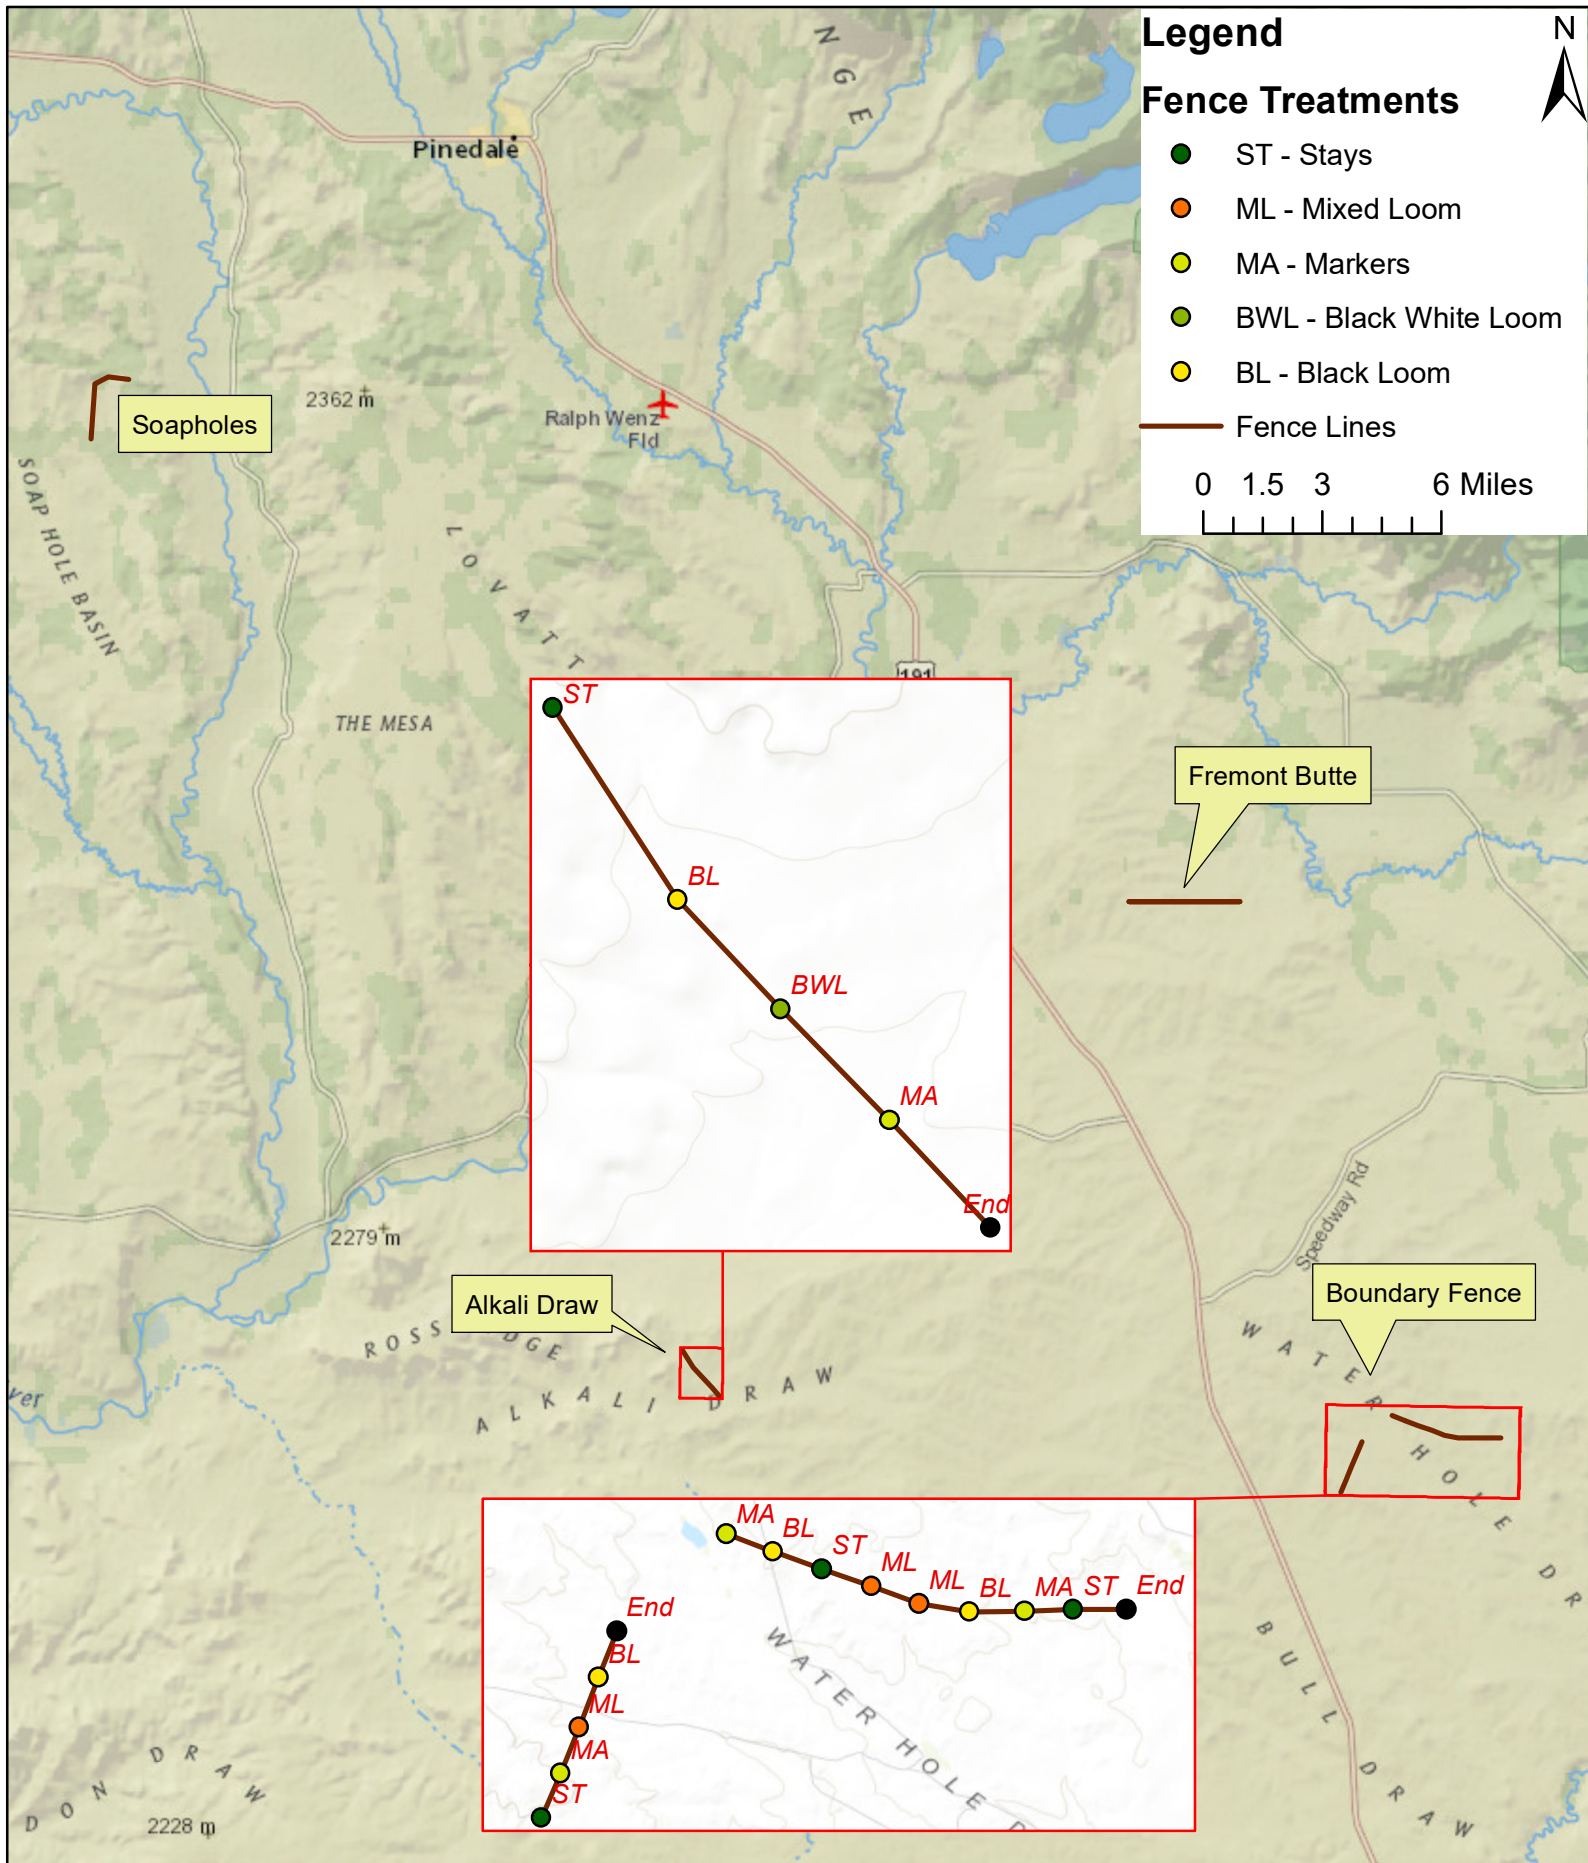 N G E
Legend
N
Fence Treatments
ST - Stays
ML - Mixed Loom
MA - Markers
BWL - Black White Loom
BL - Black Loom
Fence Lines
0 1.5 3 6 Miles
Pinedale
2362 m
Soapholes
Ralph Wenz
Fld
SOAP HOLE BASIN
L O V A T T
191
THE MESA
ST
BL
BWL
MA
End
Fremont Butte
Speedway Rd
2279 m
Boundary Fence
Alkali Draw
ROSS DGE
ALKALI DRAW
ver
WATER HOLE DR
MA
BL
ST
ML
ML
BL
MA
ST
End
End
BL
ML
MA
ST
WATER HOLE D
BULL DRAW
DON DRAW
2228 m